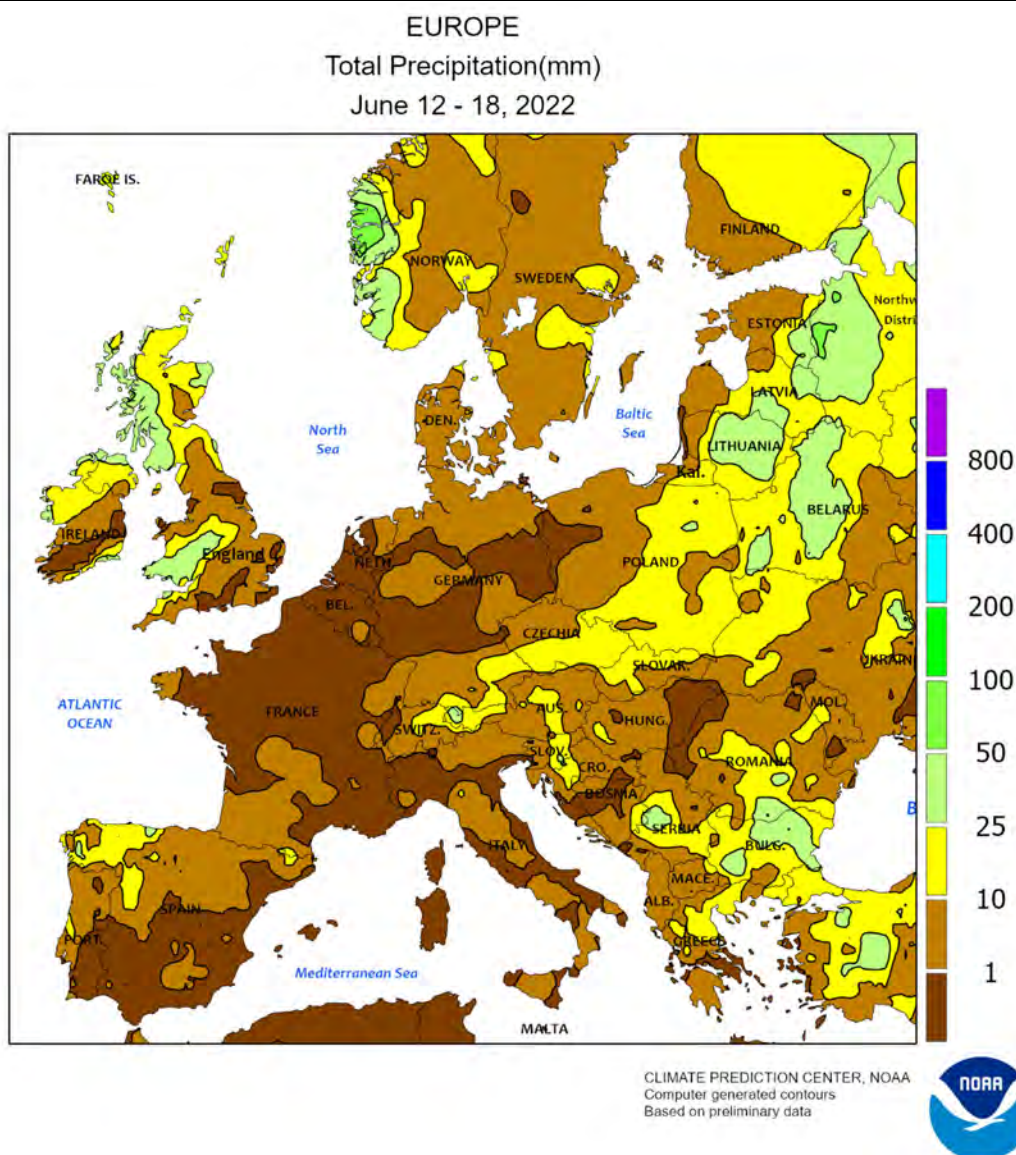 EUROPE
Total Precipitation(mm)
June 12 - 18, 2022
FAROE IS.
FINLAND
NORWAY
SWEDEN
Northw
Distri
ESTONIA
LATVIA
North
Sea
Baltic
Sea
DEN.
LITHUANIA
Kal.
BELARUS
IRELAND
England
NETH.
GERMANY
POLAND
BEL.
CZECHIA
UKRAIN
SLOVAR.
ATLANTIC
OCEAN
FRANCE
SWITZ.
AUS.
HUNG.
MOL.
SLOV.
CRO.
ROMANIA
BOSNIA
B
SERBIA
BULG.
ITALY
MACE.
ALB.
SPAIN
PORT.
GREECE
Mediterranean Sea
MALTA
800
400
200
100
50
25
10
1
CLIMATE PREDICTION CENTER, NOAA
Computer generated contours
Based on preliminary data
NOAA